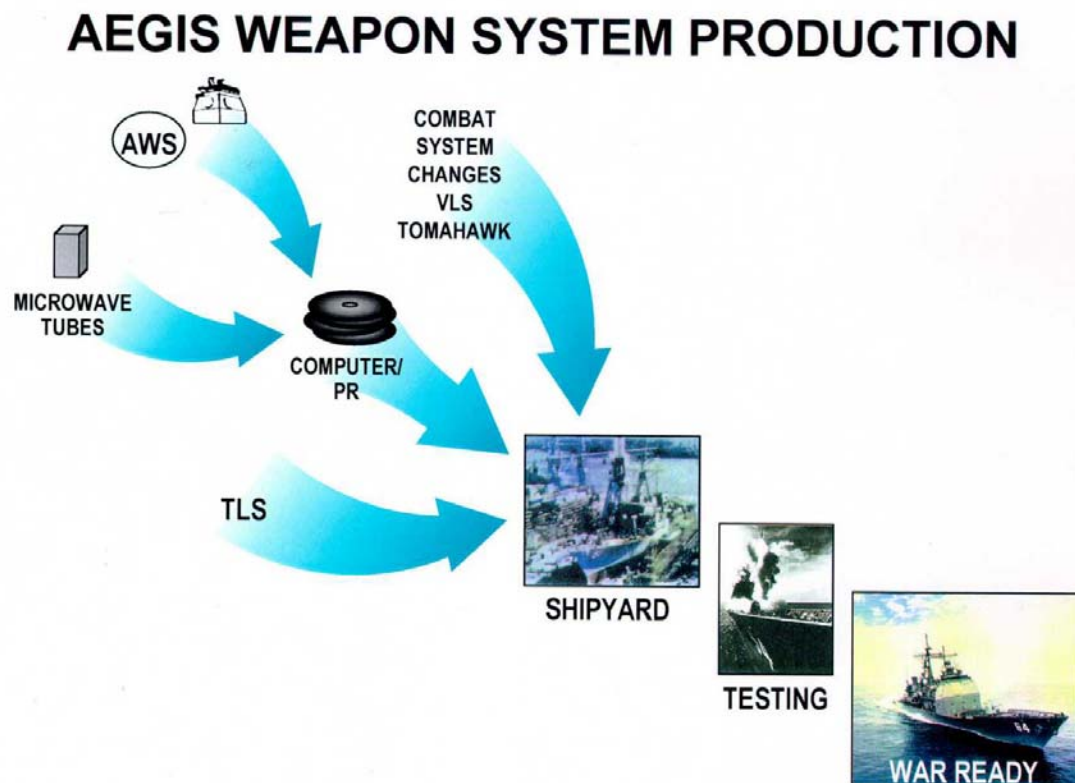 AEGIS WEAPON SYSTEM PRODUCTION
AWS
COMBAT
SYSTEM
CHANGES
VLS
TOMAHAWK
MICROWAVE
TUBES
COMPUTER/
PR
TLS
SHIPYARD
TESTING
64
WAR READY